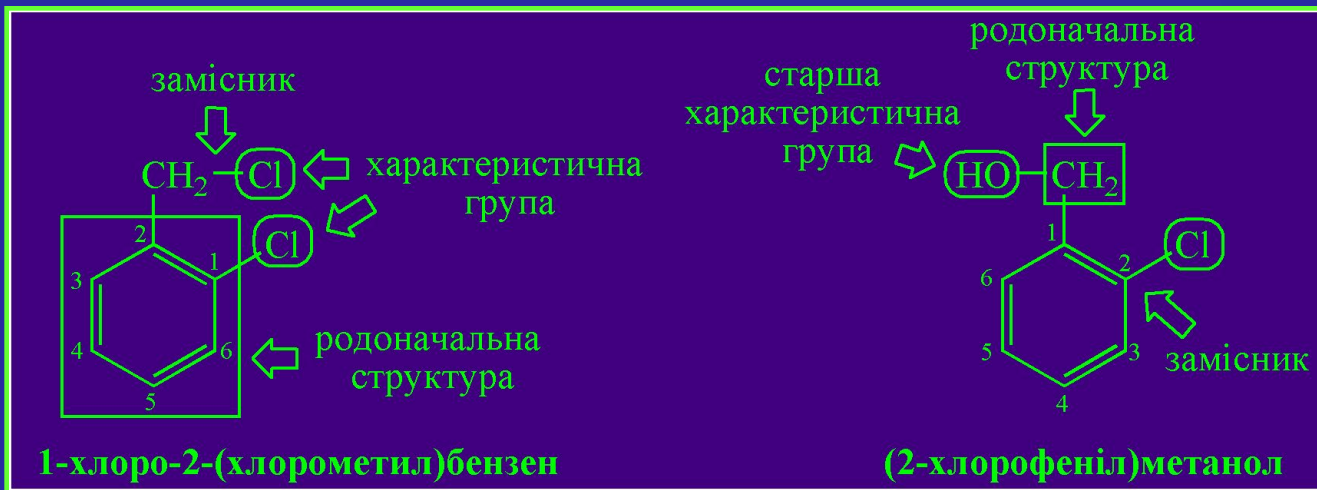 замісник
CH2
Cl
характеристична
група
Cl
2
1
3
4
5
6
родоначальна
структура
1-хлоро-2-(хлорометил)бензен
родоначальна
структура
старша
характеристична
група
HO
CH2
1
Cl
2
6
5
3
4
замісник
(2-хлорофеніл)метанол